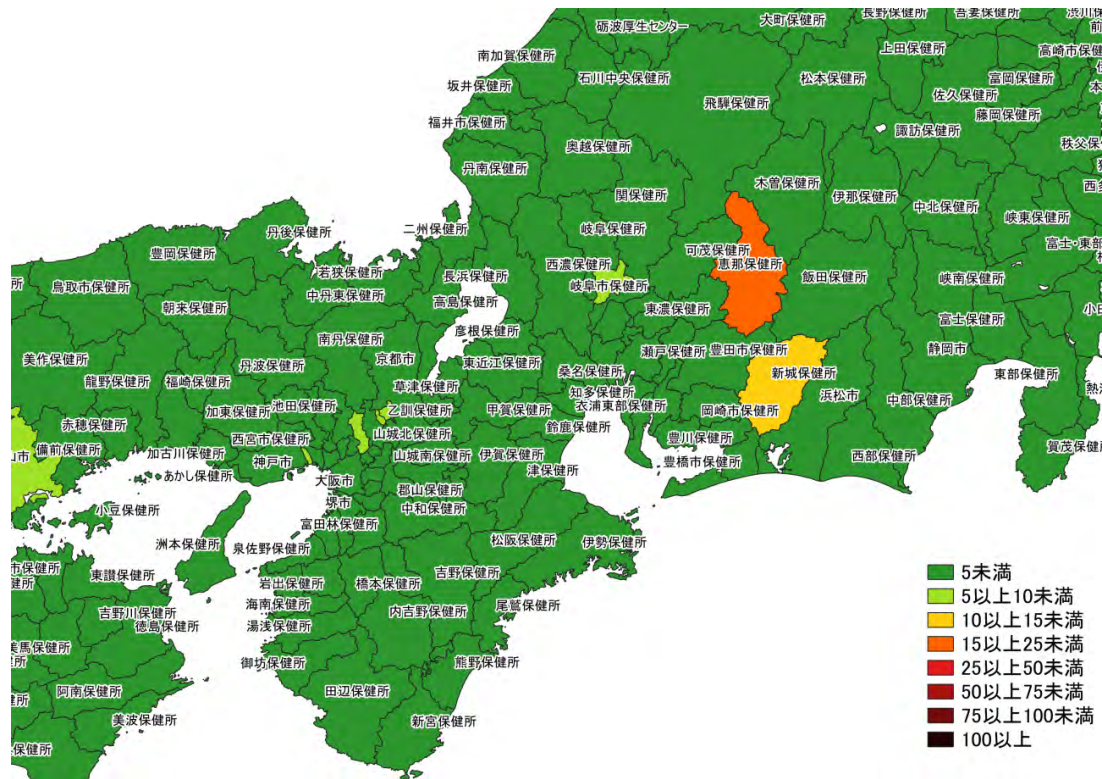 砺波厚生センター
大町保健所
長野保健所
吾妻保健所
渋川保
前
南加賀保健所
上田保健所
高崎市保健
石川中央保健所
松本保健所
富岡保健所
坂井保健所
飛騨保健所
佐久保健所
藤岡保健所
福井市保健所
諏訪保健所
秩父保
奥越保健所
丹南保健所
木曽保健所
西多
関保健所
伊那保健所
中北保健所
峡東保健所
丹後保健所
二州保健所
岐阜保健所
豊岡保健所
可茂保健所
富士・東部
西濃保健所
恵那保健所
若狭保健所
長浜保健所
飯田保健所
峡南保健所
鳥取市保健所
岐阜市保健所
中丹東保健所
高島保健所
朝来保健所
東濃保健所
小田
富士保健所
彦根保健所
南丹保健所
瀬戸保健所
豊田市保健所
静岡市
美作保健所
丹波保健所
京都市
東近江保健所
桑名保健所
新城保健所
東部保健所
龍野保健所
福崎保健所
草津保健所
知多保健所
浜松市
熱海
中部保健所
加東保健所
池田保健所
乙訓保健所
甲賀保健所
衣浦東部保健所
岡崎市保健所
赤穂保健所
鈴鹿保健所
山城北保健所
西宮市保健所
豊川保健所
賀茂保健所
山市
備前保健所
加古川保健所
神戸市
山城南保健所
伊賀保健所
豊橋市保健所
西部保健所
あかし保健所
大阪市
津保健所
郡山保健所
堺市
小豆保健所
中和保健所
富田林保健所
洲本保健所
泉佐野保健所
松阪保健所
伊勢保健所
市保健所
健所
東讃保健所
岩出保健所
橋本保健所
吉野保健所
海南保健所
吉野川保健所
内吉野保健所
尾鷲保健所
徳島保健所
湯浅保健所
美馬保健所
御坊保健所
熊野保健所
阿南保健所
田辺保健所
美波保健所
新宮保健所
保健所
5未満
5以上10未満
10以上15未満
15以上25未満
25以上50未満
50以上75未満
75以上100未満
100以上